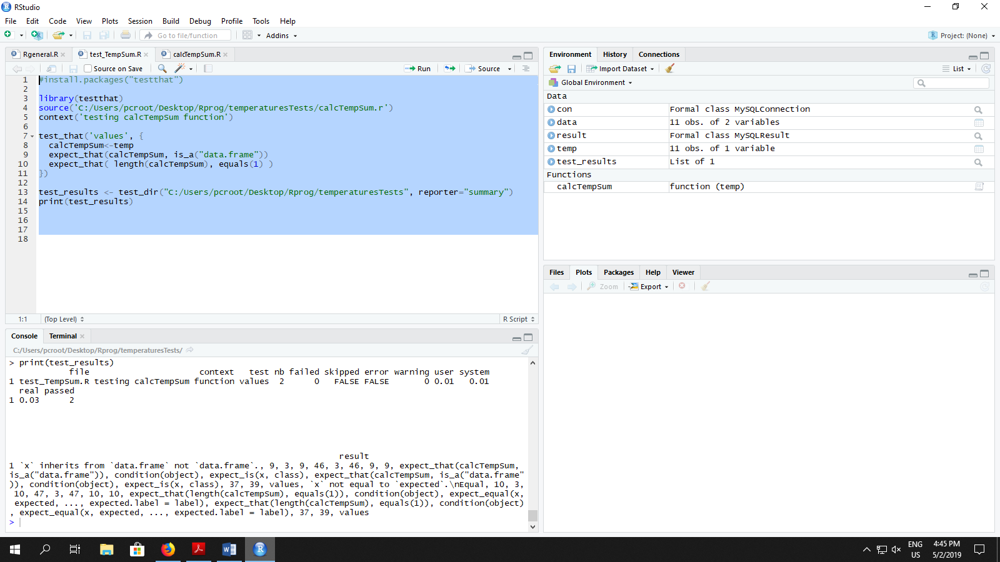 RStudio
File Edit Code View Plots Session Build Debug Profile Tools Help
Go to file/function Addins Project: (None)
Rgeneral.R test_TempSum.R calcTempSum.R
Source on Save Run Source
1 #install.packages("testthat")
2
3 library(testthat)
4 source('C:/Users/pcroot/Desktop/Rprog/temperaturesTests/calcTempSum.r')
5 context('testing calcTempSum function')
6
7 test_that('values', {
8 calcTempSum<-temp
9 expect_that(calcTempSum, is_a("data.frame"))
10 expect_that( length(calcTempSum), equals(1) )
11 })
12
13 test_results <- test_dir("C:/Users/pcroot/Desktop/Rprog/temperaturesTests", reporter="summary")
14 print(test_results)
15
16
17
18
1:1 (Top Level) R Script
Console Terminal
C:/Users/pcroot/Desktop/Rprog/temperaturesTests/
> print(test_results)
file context test nb failed skipped error warning user system
1 test_TempSum.R testing calcTempSum function values 2 0 FALSE FALSE 0 0.01 0.01
real passed
1 0.03 2
result
1 `x` inherits from `data.frame` not `data.frame`., 9, 3, 9, 46, 3, 46, 9, 9, expect_that(calcTempSum,
is_a("data.frame")), condition(object), expect_is(x, class), expect_that(calcTempSum, is_a("data.frame"
)), condition(object), expect_is(x, class), 37, 39, values, `x` not equal to `expected`.\nEqual, 10, 3,
10, 47, 3, 47, 10, 10, expect_that(length(calcTempSum), equals(1)), condition(object), expect_equal(x,
expected, ..., expected.label = label), expect_that(length(calcTempSum), equals(1)), condition(object)
, expect_equal(x, expected, ..., expected.label = label), 37, 39, values
>
Environment History Connections
Import Dataset List
Global Environment
Data
con Formal class MySQLConnection
data 11 obs. of 2 variables
result Formal class MySQLResult
temp 11 obs. of 1 variable
test_results List of 1
Functions
calcTempSum function (temp)
Files Plots Packages Help Viewer
Zoom Export
ENG 4:45 PM
US 5/2/2019